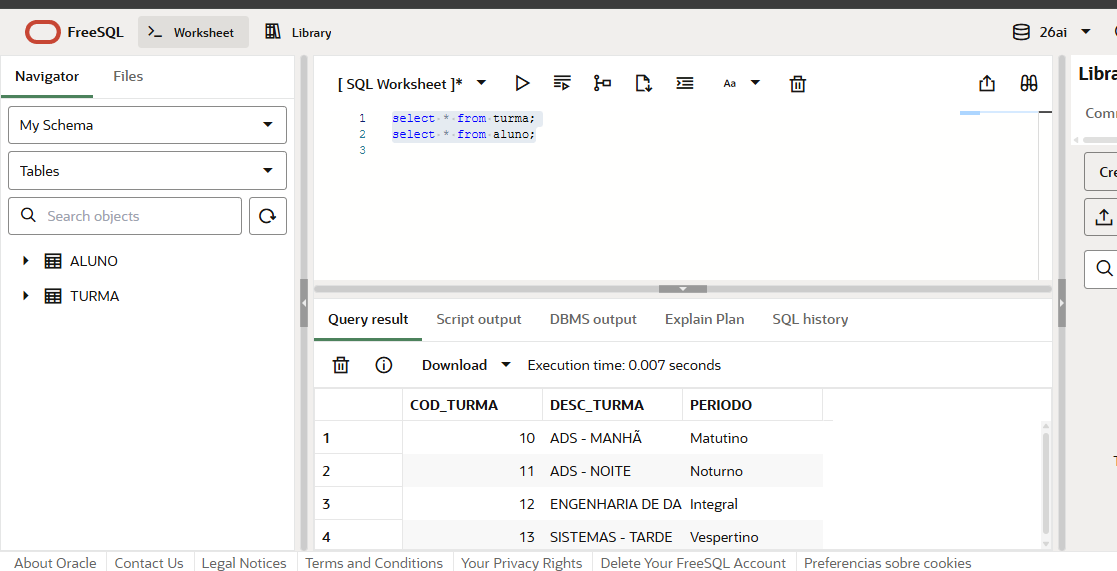 FreeSQL Worksheet Library 26ai
Navigator Files
My Schema
Tables
Search objects
ALUNO
TURMA
[ SQL Worksheet ]* Aa
1 select * from turma;
2 select * from aluno;
3
Query result Script output DBMS output Explain Plan SQL history
Download Execution time: 0.007 seconds
COD_TURMA DESC_TURMA PERIODO
1 10 ADS - MANHÃ Matutino
2 11 ADS - NOITE Noturno
3 12 ENGENHARIA DE DA Integral
4 13 SISTEMAS - TARDE Vespertino
About Oracle Contact Us Legal Notices Terms and Conditions Your Privacy Rights Delete Your FreeSQL Account Preferencias sobre cookies